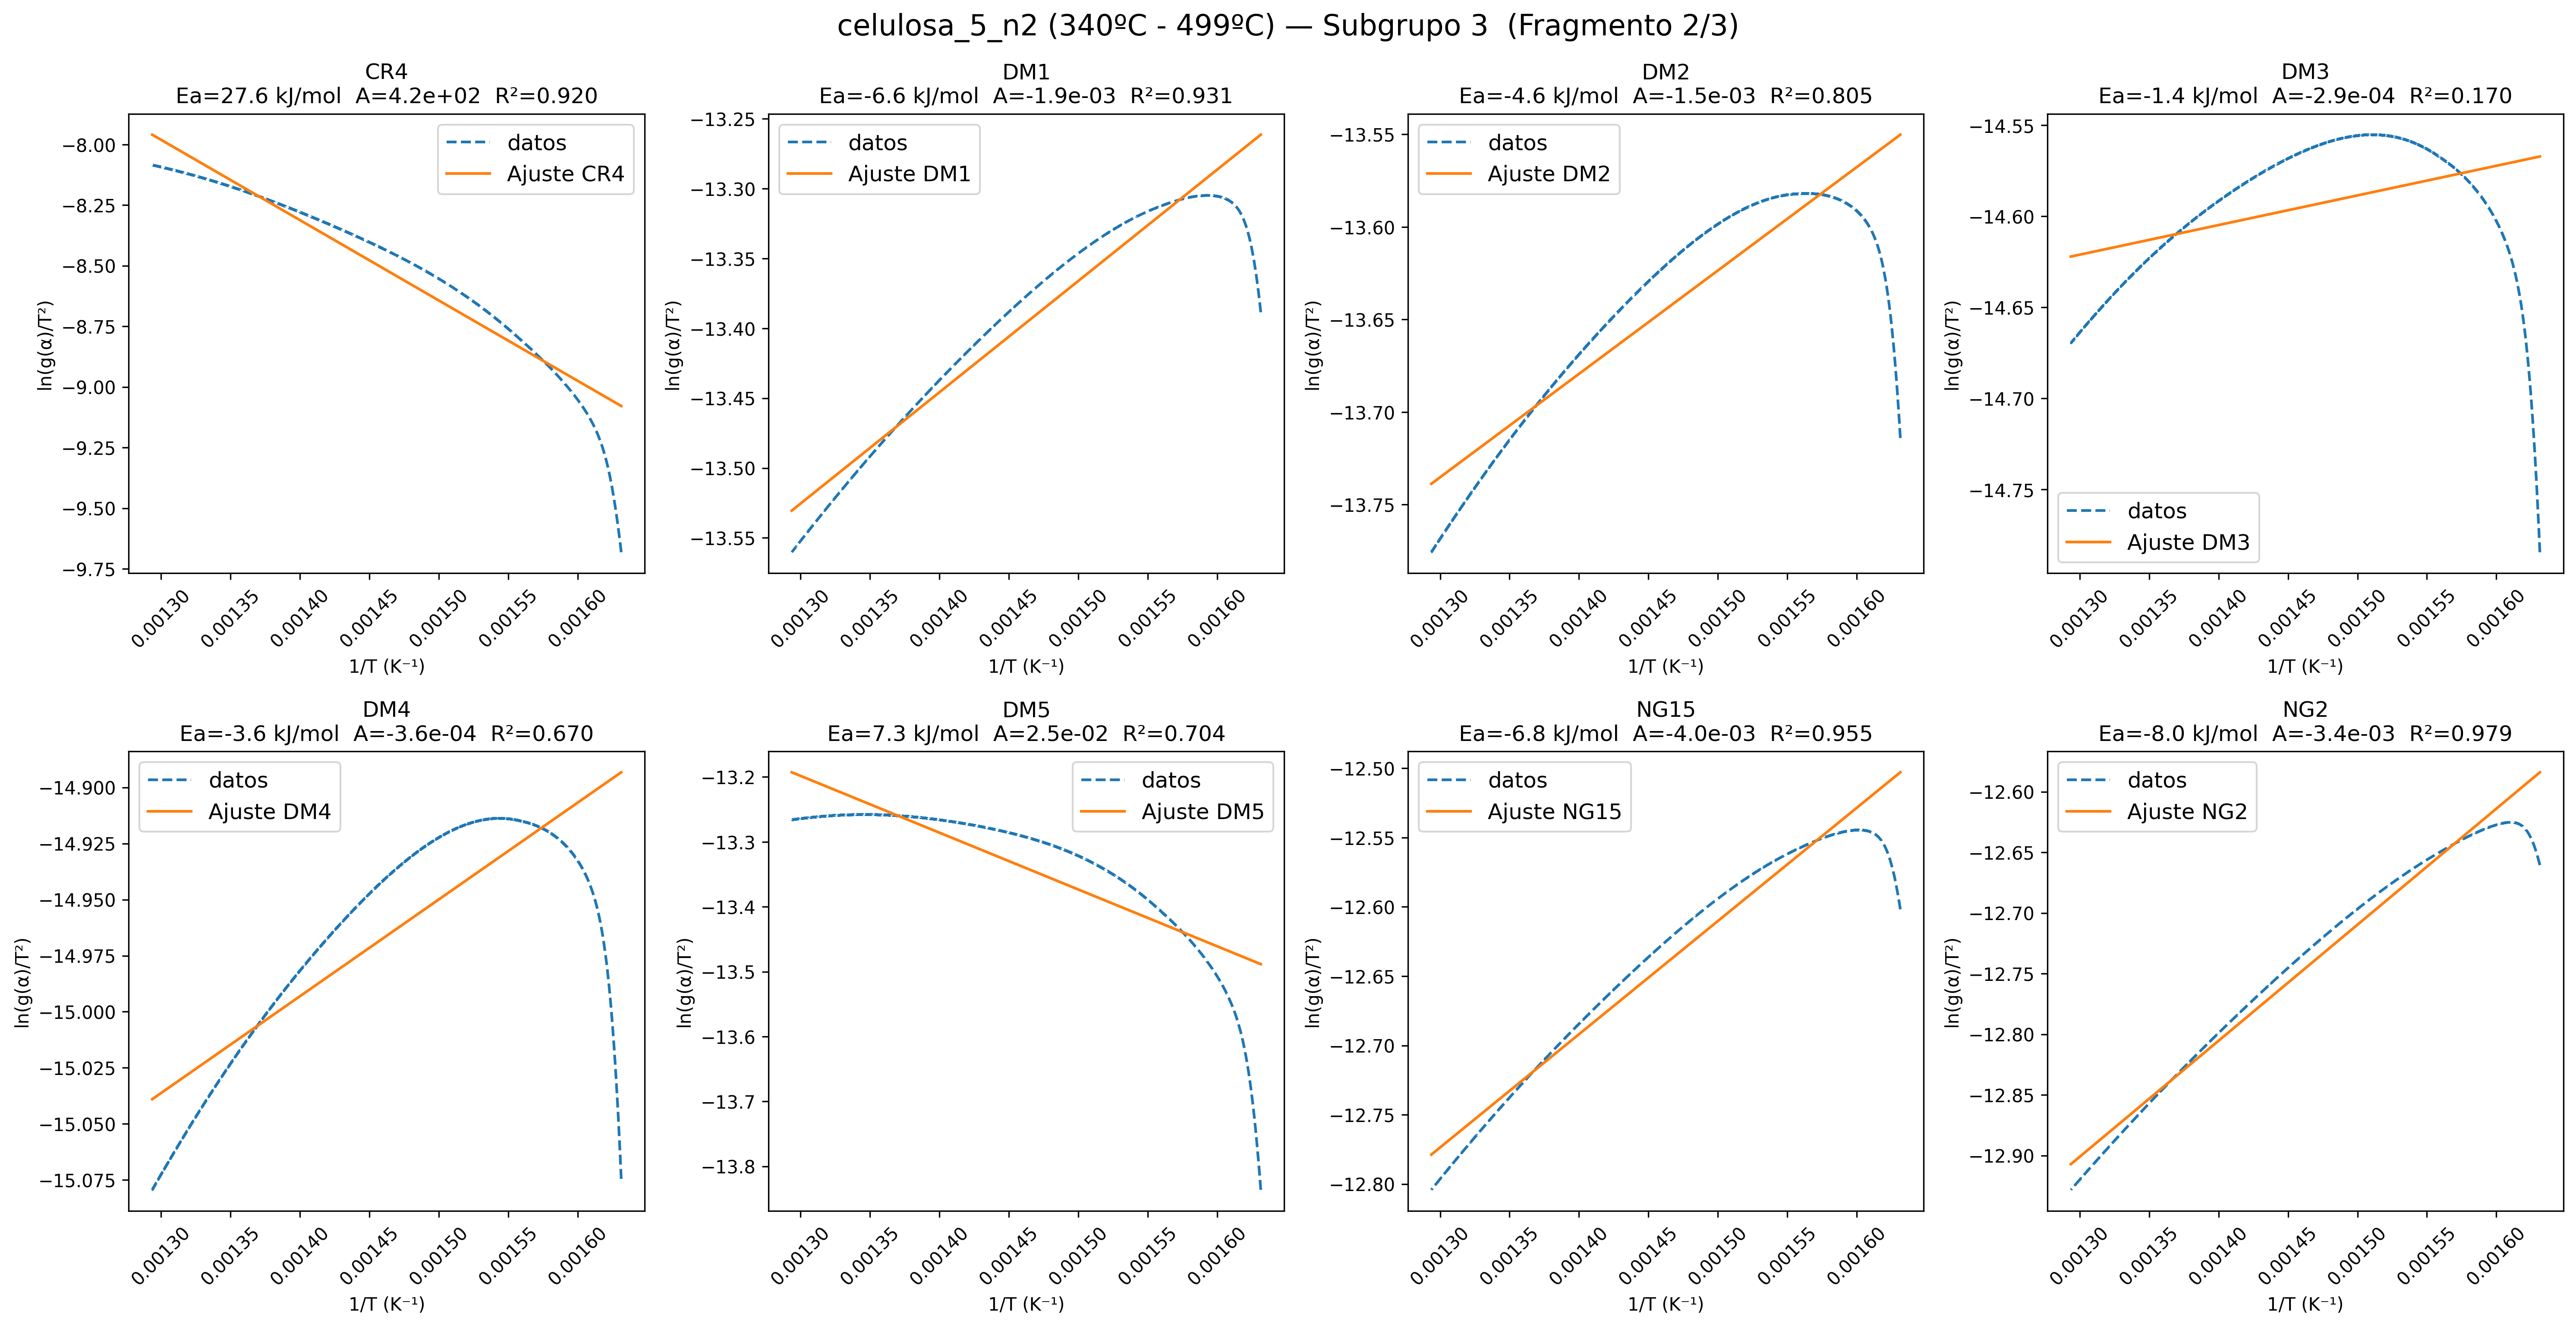 celulosa_5_n2 (340ºC - 499ºC) — Subgrupo 3  (Fragmento 2/3)
CR4
Ea=27.6 kJ/mol  A=4.2e+02  R²=0.920
datos
Ajuste CR4
ln(g(α)/T²)
−8.00
−8.25
−8.50
−8.75
−9.00
−9.25
−9.50
−9.75
0.00130
0.00135
0.00140
0.00145
0.00150
0.00155
0.00160
1/T (K⁻¹)
DM1
Ea=-6.6 kJ/mol  A=-1.9e-03  R²=0.931
datos
Ajuste DM1
ln(g(α)/T²)
−13.25
−13.30
−13.35
−13.40
−13.45
−13.50
−13.55
0.00130
0.00135
0.00140
0.00145
0.00150
0.00155
0.00160
1/T (K⁻¹)
DM2
Ea=-4.6 kJ/mol  A=-1.5e-03  R²=0.805
datos
Ajuste DM2
ln(g(α)/T²)
−13.55
−13.60
−13.65
−13.70
−13.75
0.00130
0.00135
0.00140
0.00145
0.00150
0.00155
0.00160
1/T (K⁻¹)
DM3
Ea=-1.4 kJ/mol  A=-2.9e-04  R²=0.170
datos
Ajuste DM3
ln(g(α)/T²)
−14.55
−14.60
−14.65
−14.70
−14.75
0.00130
0.00135
0.00140
0.00145
0.00150
0.00155
0.00160
1/T (K⁻¹)
DM4
Ea=-3.6 kJ/mol  A=-3.6e-04  R²=0.670
datos
Ajuste DM4
ln(g(α)/T²)
−14.900
−14.925
−14.950
−14.975
−15.000
−15.025
−15.050
−15.075
0.00130
0.00135
0.00140
0.00145
0.00150
0.00155
0.00160
1/T (K⁻¹)
DM5
Ea=7.3 kJ/mol  A=2.5e-02  R²=0.704
datos
Ajuste DM5
ln(g(α)/T²)
−13.2
−13.3
−13.4
−13.5
−13.6
−13.7
−13.8
0.00130
0.00135
0.00140
0.00145
0.00150
0.00155
0.00160
1/T (K⁻¹)
NG15
Ea=-6.8 kJ/mol  A=-4.0e-03  R²=0.955
datos
Ajuste NG15
ln(g(α)/T²)
−12.50
−12.55
−12.60
−12.65
−12.70
−12.75
−12.80
0.00130
0.00135
0.00140
0.00145
0.00150
0.00155
0.00160
1/T (K⁻¹)
NG2
Ea=-8.0 kJ/mol  A=-3.4e-03  R²=0.979
datos
Ajuste NG2
ln(g(α)/T²)
−12.60
−12.65
−12.70
−12.75
−12.80
−12.85
−12.90
0.00130
0.00135
0.00140
0.00145
0.00150
0.00155
0.00160
1/T (K⁻¹)